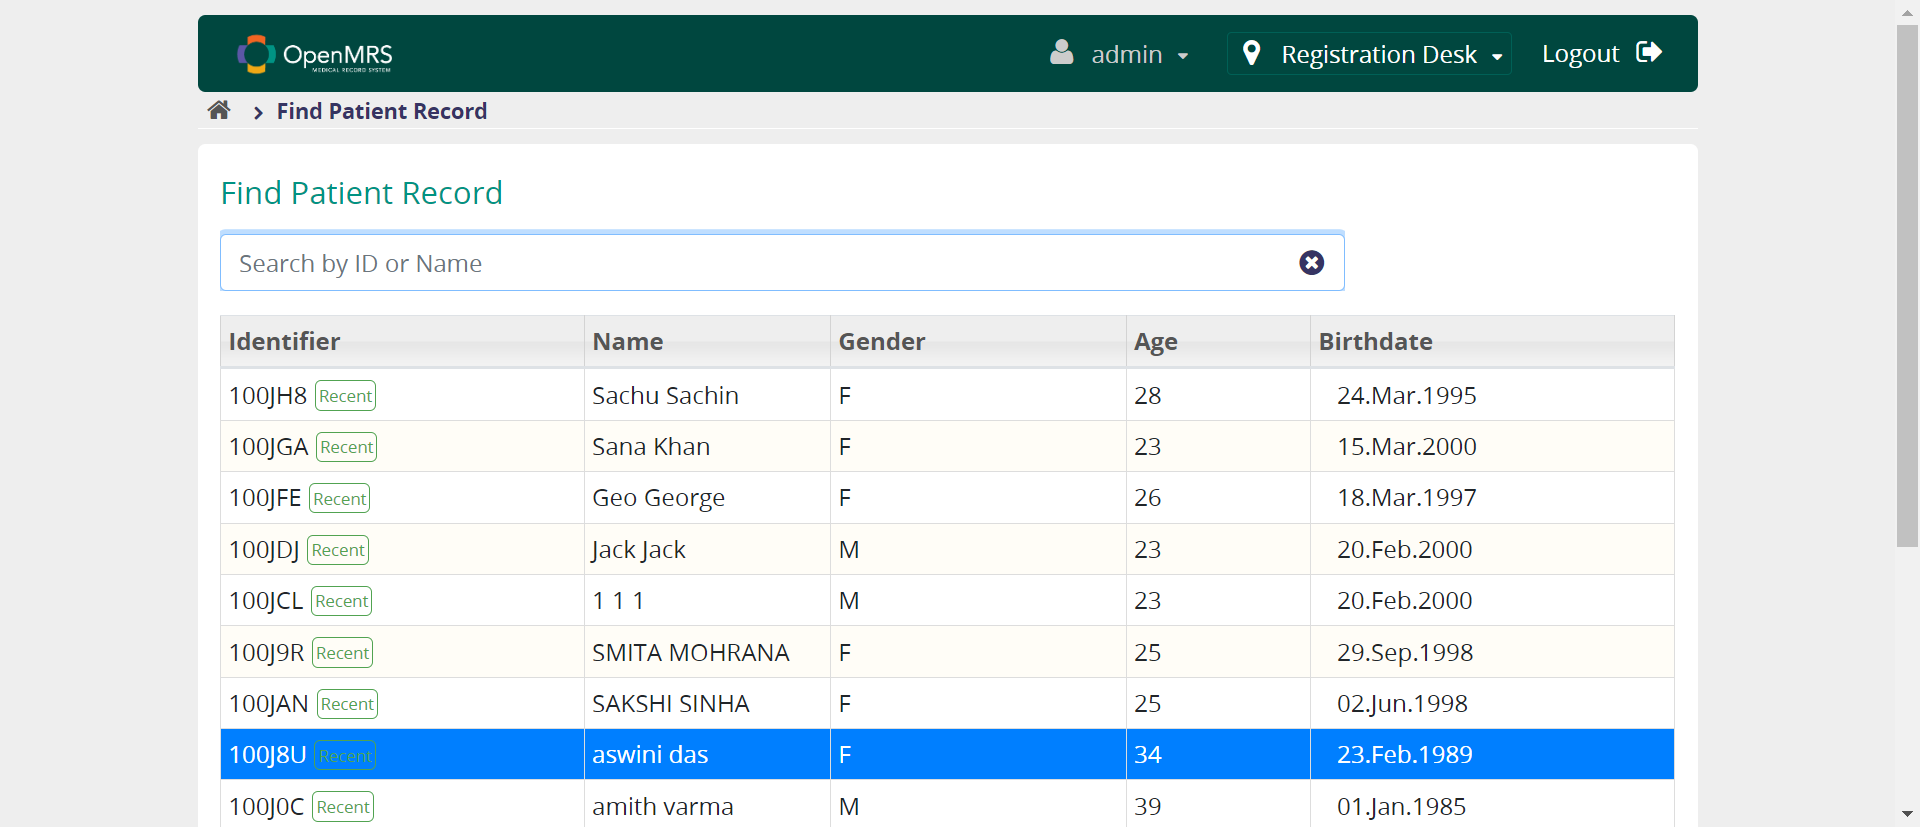 OpenMRS
MEDICAL RECORD SYSTEM
admin
Registration Desk
Logout
Find Patient Record
Find Patient Record
Search by ID or Name
Identifier Name Gender Age Birthdate
100JH8 Recent Sachu Sachin F 28 24.Mar.1995
100JGA Recent Sana Khan F 23 15.Mar.2000
100JFE Recent Geo George F 26 18.Mar.1997
100JDJ Recent Jack Jack M 23 20.Feb.2000
100JCL Recent 1 1 1 M 23 20.Feb.2000
100J9R Recent SMITA MOHRANA F 25 29.Sep.1998
100JAN Recent SAKSHI SINHA F 25 02.Jun.1998
100J8U Recent aswini das F 34 23.Feb.1989
100J0C Recent amith varma M 39 01.Jan.1985